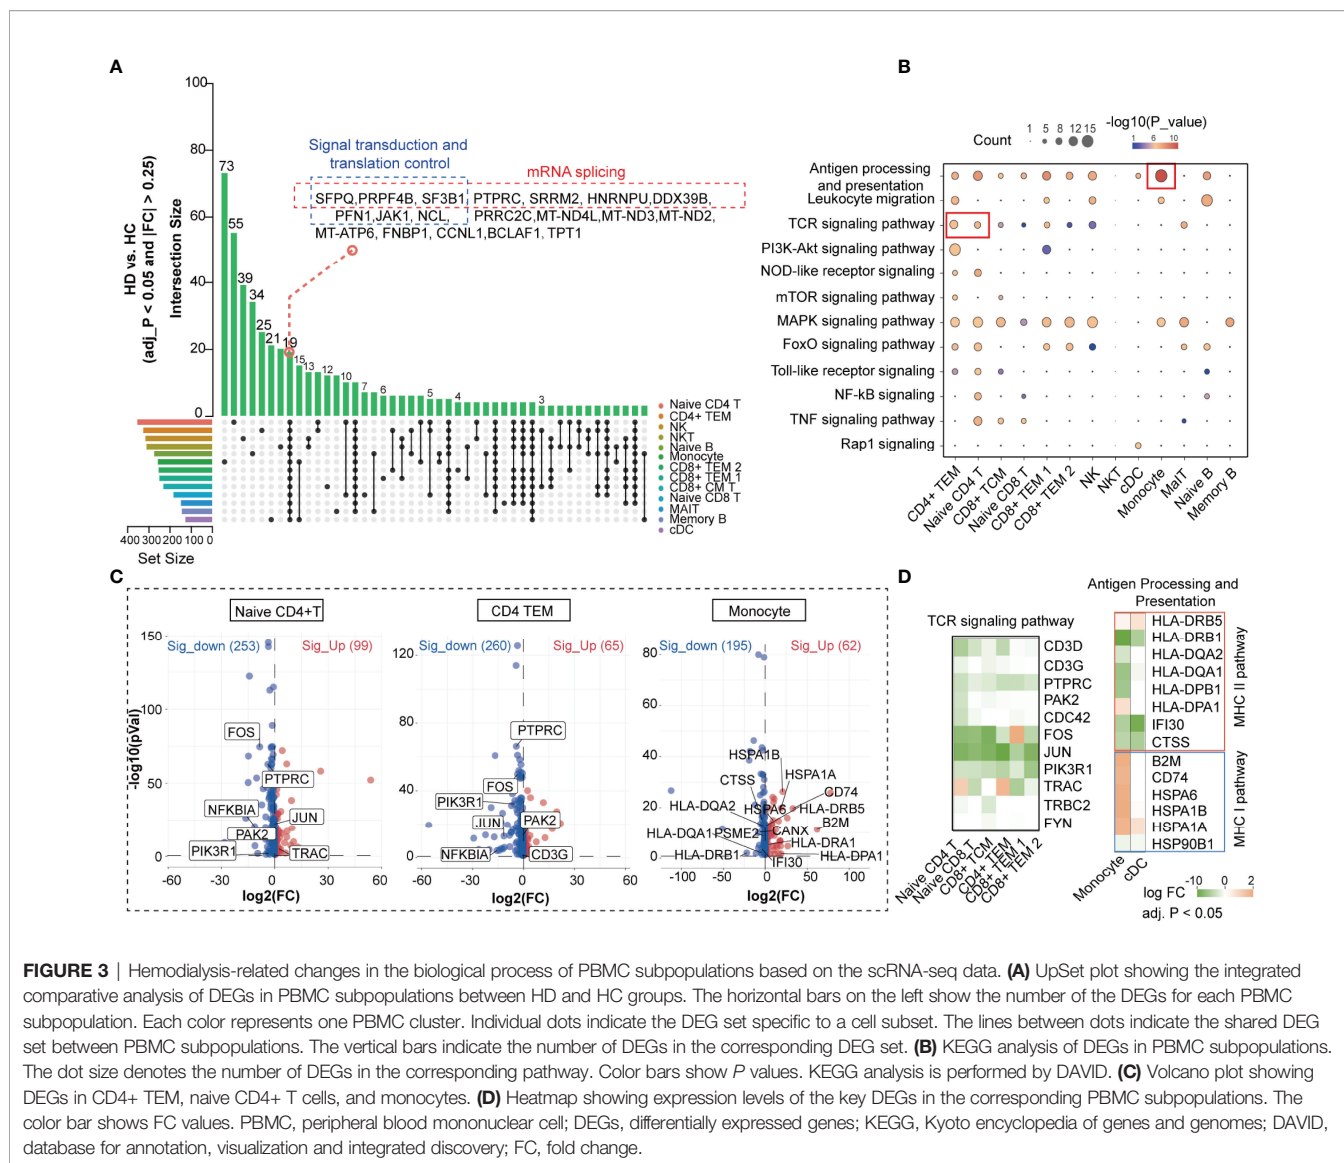 A
HD vs. HC
(adj_P < 0.05 and |FC| > 0.25)
Intersection Size
100
80
60
40
20
0
73
55
39
34
25
21
19
15
13
12
10
7
6
5
4
3
Signal transduction and
translation control
mRNA splicing
SFPQ,PRPF4B, SF3B1, PTPRC, SRRM2, HNRNPU,DDX39B,
PFN1,JAK1, NCL, PRRC2C,MT-ND4L,MT-ND3,MT-ND2,
MT-ATP6, FNBP1, CCNL1,BCLAF1, TPT1
Naive CD4 T
CD4+ TEM
NK
NKT
Naive B
Monocyte
CD8+ TEM 2
CD8+ TEM 1
CD8+ CM T
Naive CD8 T
MAIT
Memory B
cDC
400 300 200 100 0
Set Size
B
Count
1 5 8 12 15
-log10(P_value)
1 6 10
Antigen processing
and presentation
Leukocyte migration
TCR signaling pathway
PI3K-Akt signaling pathway
NOD-like receptor signaling
mTOR signaling pathway
MAPK signaling pathway
FoxO signaling pathway
Toll-like receptor signaling
NF-kB signaling
TNF signaling pathway
Rap1 signaling
CD4+ TEM
Naive CD4 T
CD8+ TCM
Naive CD8 T
CD8+ TEM 1
CD8+ TEM 2
NK
NKT
cDC
Monocyte
MaiT
Naive B
Memory B
C
Naive CD4+T
Sig_down (253)
Sig_Up (99)
-log10(pVal)
150
100
50
0
FOS
PTPRC
NFKBIA
JUN
PAK2
PIK3R1
TRAC
-60 -30 0 30 60
log2(FC)
CD4 TEM
Sig_down (260)
Sig_Up (65)
120
80
40
0
PTPRC
FOS
PIK3R1
JUN
PAK2
NFKBIA
CD3G
-60 -30 0 30 60
log2(FC)
Monocyte
Sig_down (195)
Sig_Up (62)
80
60
40
20
0
HSPA1B
CTSS
HSPA1A
CD74
HLA-DQA2
HSPA6
HLA-DRB5
B2M
HLA-DQA1
PSME2
CANX
HLA-DRA1
HLA-DRB1
IFI30
HLA-DPA1
-100 -50 0 50 100
log2(FC)
D
TCR signaling pathway
CD3D
CD3G
PTPRC
PAK2
CDC42
FOS
JUN
PIK3R1
TRAC
TRBC2
FYN
Naive CD4 T
Naive CD8 T
CD8+ TCM
CD4+ TEM
CD8+ TEM 1
CD8+ TEM 2
Antigen Processing and
Presentation
HLA-DRB5
HLA-DRB1
HLA-DQA2
HLA-DQA1
HLA-DPB1
HLA-DPA1
IFI30
CTSS
MHC II pathway
B2M
CD74
HSPA6
HSPA1B
HSPA1A
HSP90B1
MHC I pathway
Monocyte
cDC
log FC
-10 0 2
adj. P < 0.05
FIGURE 3 | Hemodialysis-related changes in the biological process of PBMC subpopulations based on the scRNA-seq data. (A) UpSet plot showing the integrated
comparative analysis of DEGs in PBMC subpopulations between HD and HC groups. The horizontal bars on the left show the number of the DEGs for each PBMC
subpopulation. Each color represents one PBMC cluster. Individual dots indicate the DEG set specific to a cell subset. The lines between dots indicate the shared DEG
set between PBMC subpopulations. The vertical bars indicate the number of DEGs in the corresponding DEG set. (B) KEGG analysis of DEGs in PBMC subpopulations.
The dot size denotes the number of DEGs in the corresponding pathway. Color bars show P values. KEGG analysis is performed by DAVID. (C) Volcano plot showing
DEGs in CD4+ TEM, naive CD4+ T cells, and monocytes. (D) Heatmap showing expression levels of the key DEGs in the corresponding PBMC subpopulations. The
color bar shows FC values. PBMC, peripheral blood mononuclear cell; DEGs, differentially expressed genes; KEGG, Kyoto encyclopedia of genes and genomes; DAVID,
database for annotation, visualization and integrated discovery; FC, fold change.